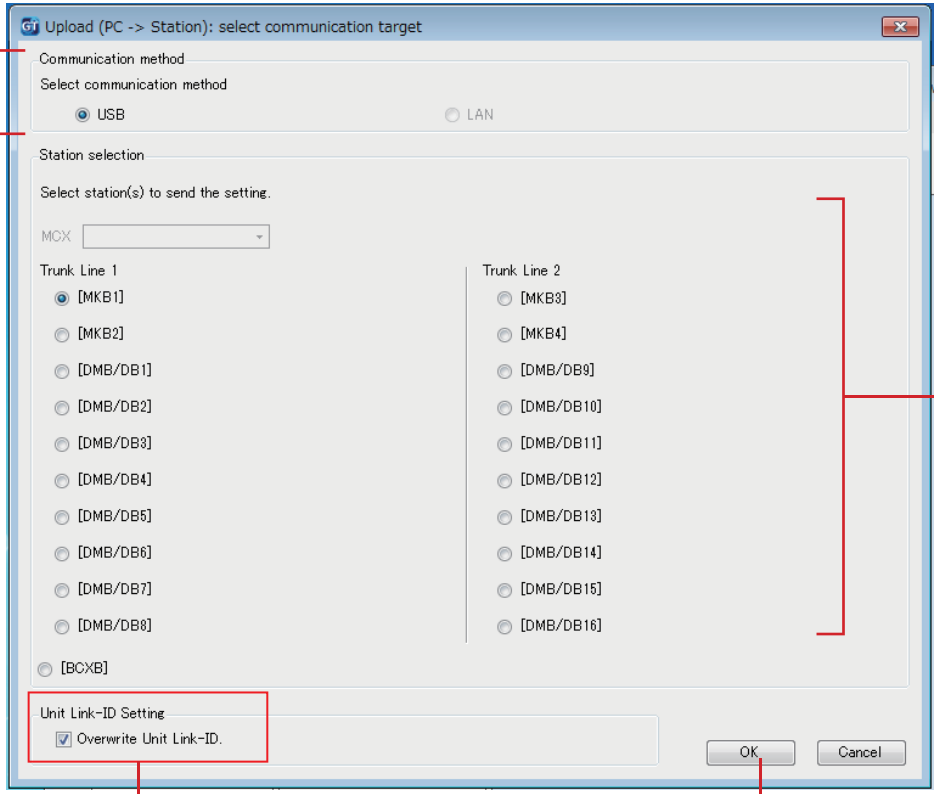 GT Upload (PC -> Station): select communication target
Communication method
Select communication method
USB
LAN
Station selection
Select station(s) to send the setting.
MCX
Trunk Line 1
[MKB1]
[MKB2]
[DMB/DB1]
[DMB/DB2]
[DMB/DB3]
[DMB/DB4]
[DMB/DB5]
[DMB/DB6]
[DMB/DB7]
[DMB/DB8]
Trunk Line 2
[MKB3]
[MKB4]
[DMB/DB9]
[DMB/DB10]
[DMB/DB11]
[DMB/DB12]
[DMB/DB13]
[DMB/DB14]
[DMB/DB15]
[DMB/DB16]
[BCXB]
Unit Link-ID Setting
Overwrite Unit Link-ID.
OK
Cancel